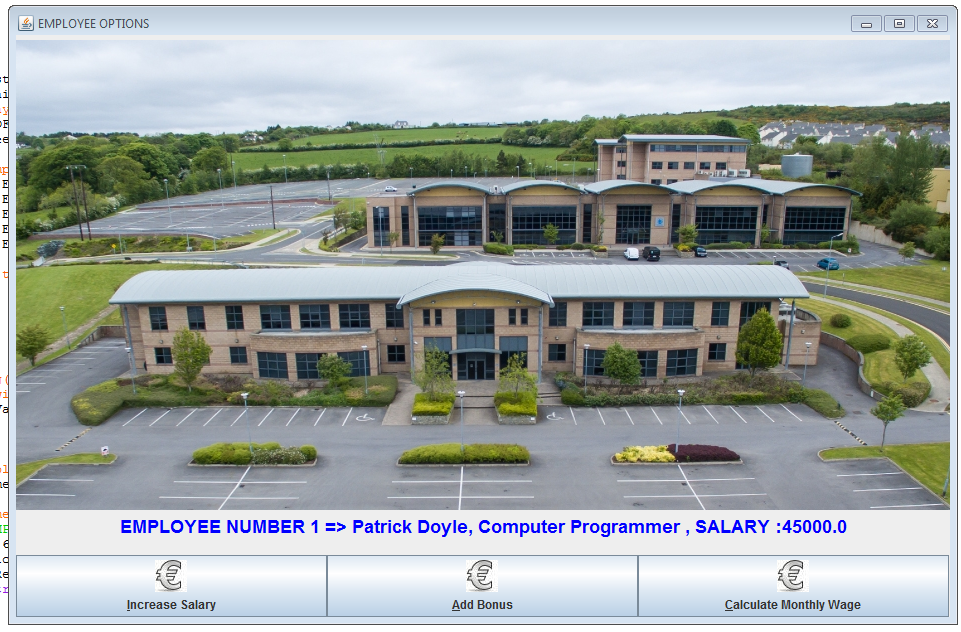 EMPLOYEE OPTIONS
EMPLOYEE NUMBER 1 => Patrick Doyle, Computer Programmer , SALARY :45000.0
Increase Salary
Add Bonus
Calculate Monthly Wage